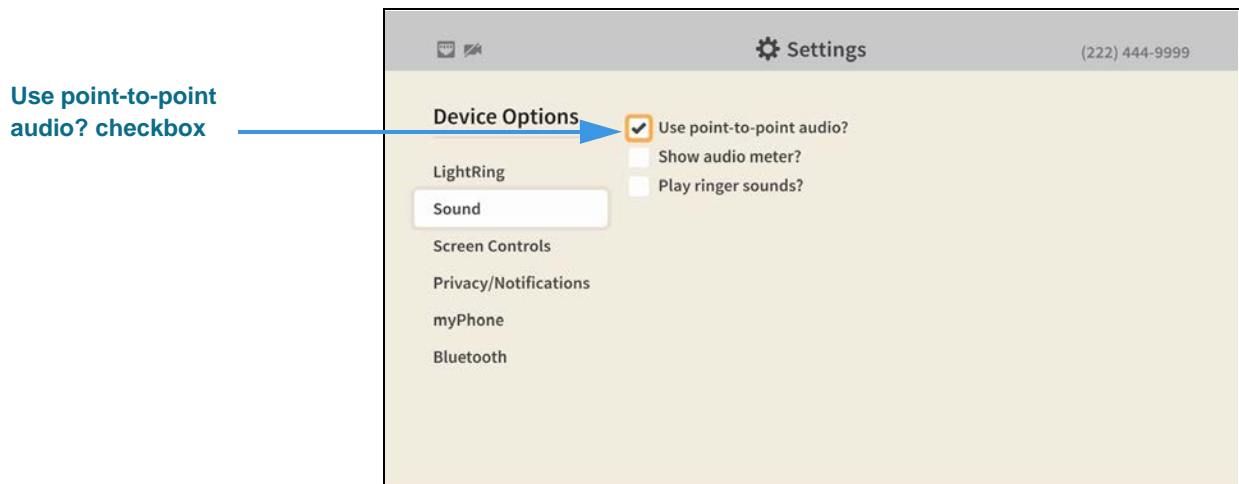 Settings
(222) 444-9999
Use point-to-point
audio? checkbox
Device Options
Use point-to-point audio?
Show audio meter?
Play ringer sounds?
LightRing
Sound
Screen Controls
Privacy/Notifications
myPhone
Bluetooth